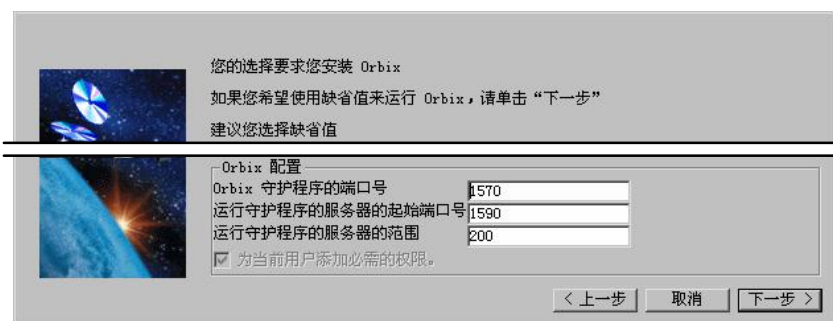 您的选择要求您安装 Orbix
如果您希望使用缺省值来运行 Orbix，请单击“下一步”
建议您选择缺省值
Orbix 配置
Orbix 守护程序的端口号 1570
运行守护程序的服务器的起始端口号 1590
运行守护程序的服务器的范围 200
为当前用户添加必需的权限。
< 上一步 取消 下一步 >